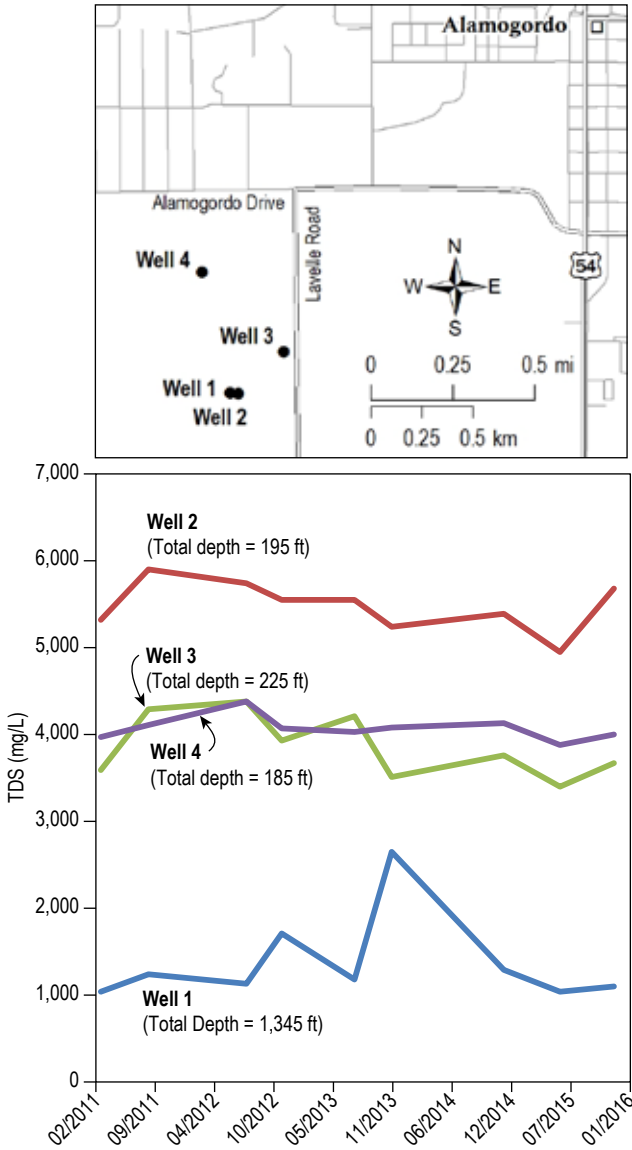 Alamogordo
Alamogordo Drive
Lavelle Road
Well 4
N
W E
S
54
Well 3
0 0.25 0.5 mi
Well 1
Well 2
0 0.25 0.5 km
7,000
6,000
5,000
4,000
3,000
2,000
1,000
0
TDS (mg/L)
Well 2
(Total depth = 195 ft)
Well 3
(Total depth = 225 ft)
Well 4
(Total depth = 185 ft)
Well 1
(Total Depth = 1,345 ft)
02/2011
09/2011
04/2012
10/2012
05/2013
11/2013
06/2014
12/2014
07/2015
01/2016